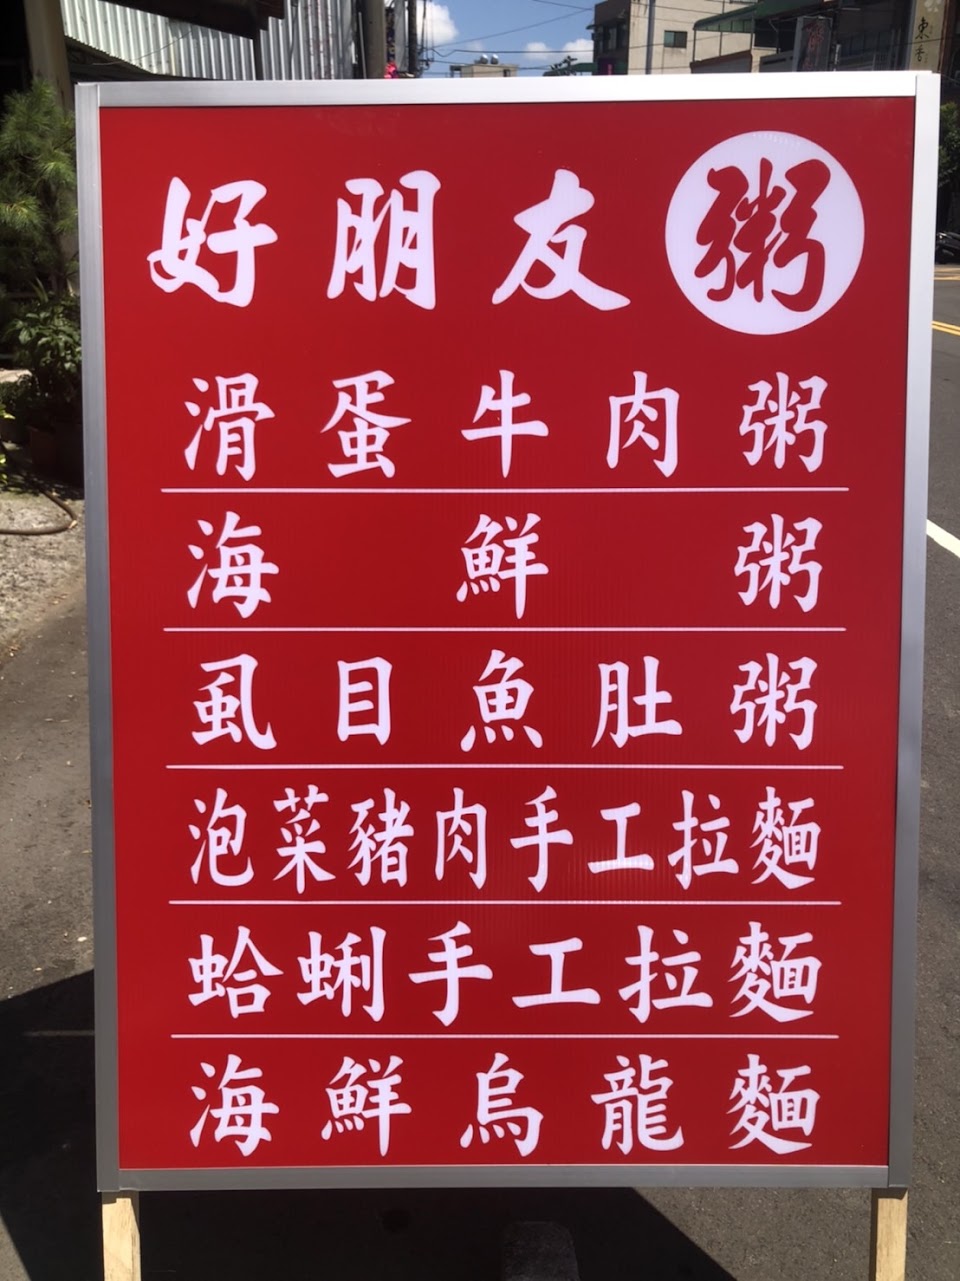 好朋友粥
滑蛋牛肉粥
海鮮粥
虱目魚肚粥
泡菜豬肉手工拉麵
蛤蜊手工拉麵
海鮮烏龍麵